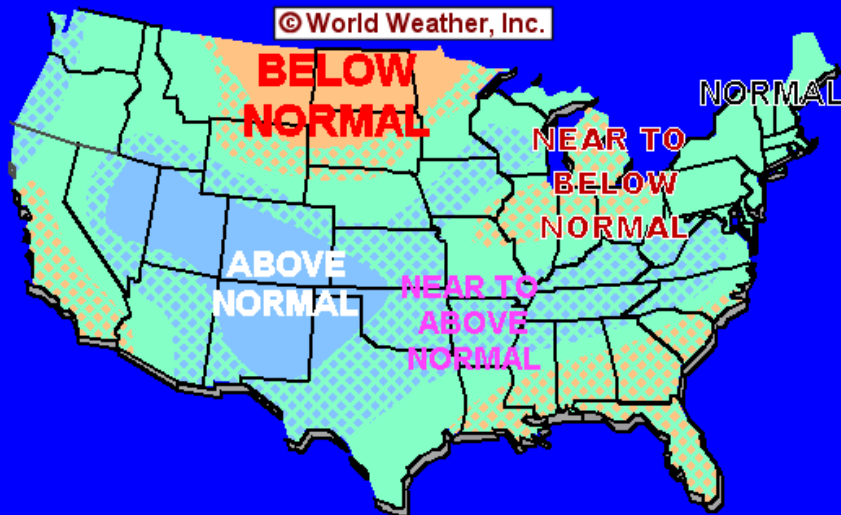 © World Weather, Inc.
BELOW
NORMAL
NORMAL
NEAR TO
BELOW
NORMAL
ABOVE
NORMAL
NEAR TO
ABOVE
NORMAL